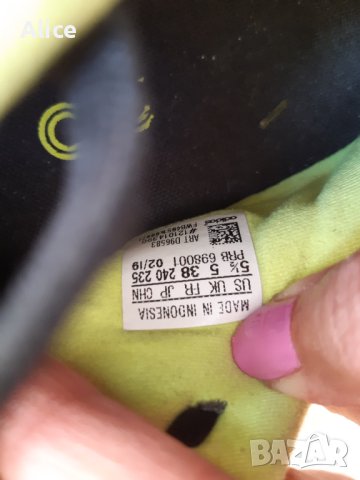 Alice
adidas
ART D96583
PRB 698001 02/19
5½ 5 38 240 235
US UK FR JP CHN
MADE IN INDONESIA
BAZAR